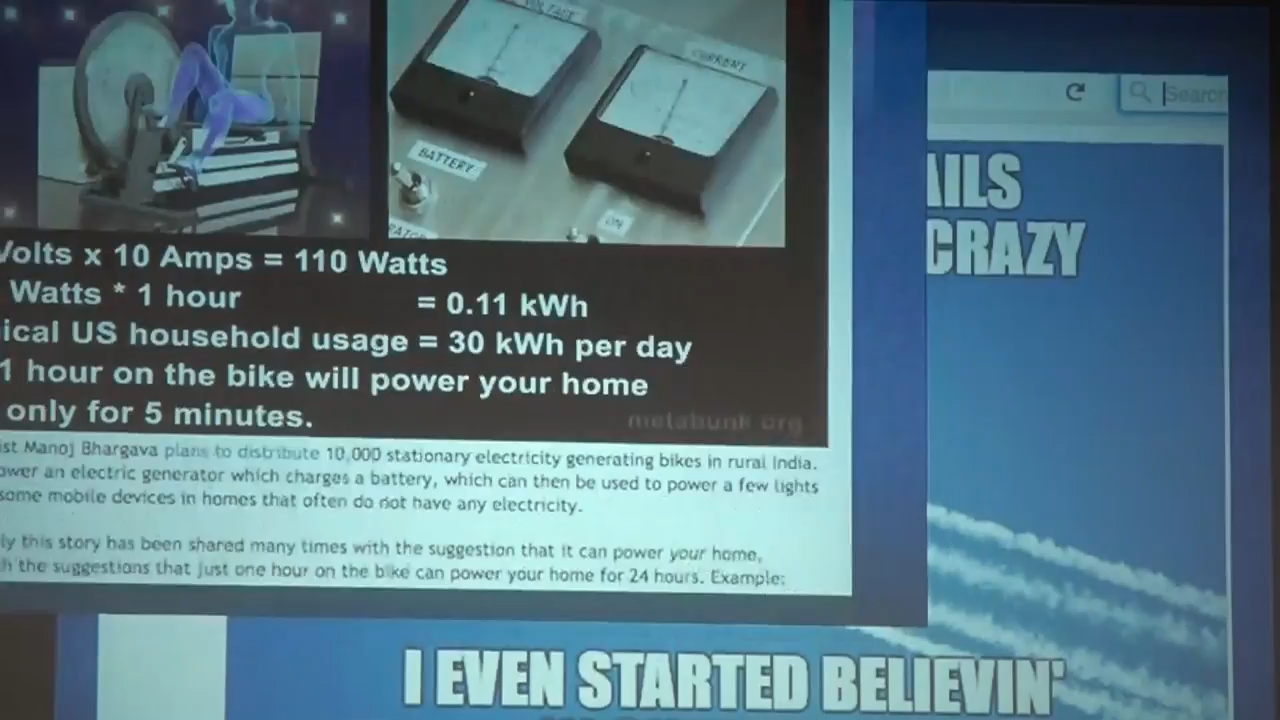 VOLTAGE
CURRENT
BATTERY
ON
Search
AILS
CRAZY
Volts x 10 Amps = 110 Watts
Watts * 1 hour = 0.11 kWh
ical US household usage = 30 kWh per day
1 hour on the bike will power your home
only for 5 minutes.
metabunk.org
ist Manoj Bhargava plans to distribute 10,000 stationary electricity generating bikes in rural India.
ower an electric generator which charges a battery, which can then be used to power a few lights
some mobile devices in homes that often do not have any electricity.
ly this story has been shared many times with the suggestion that it can power your home,
h the suggestions that just one hour on the bike can power your home for 24 hours. Example:
I EVEN STARTED BELIEVIN'